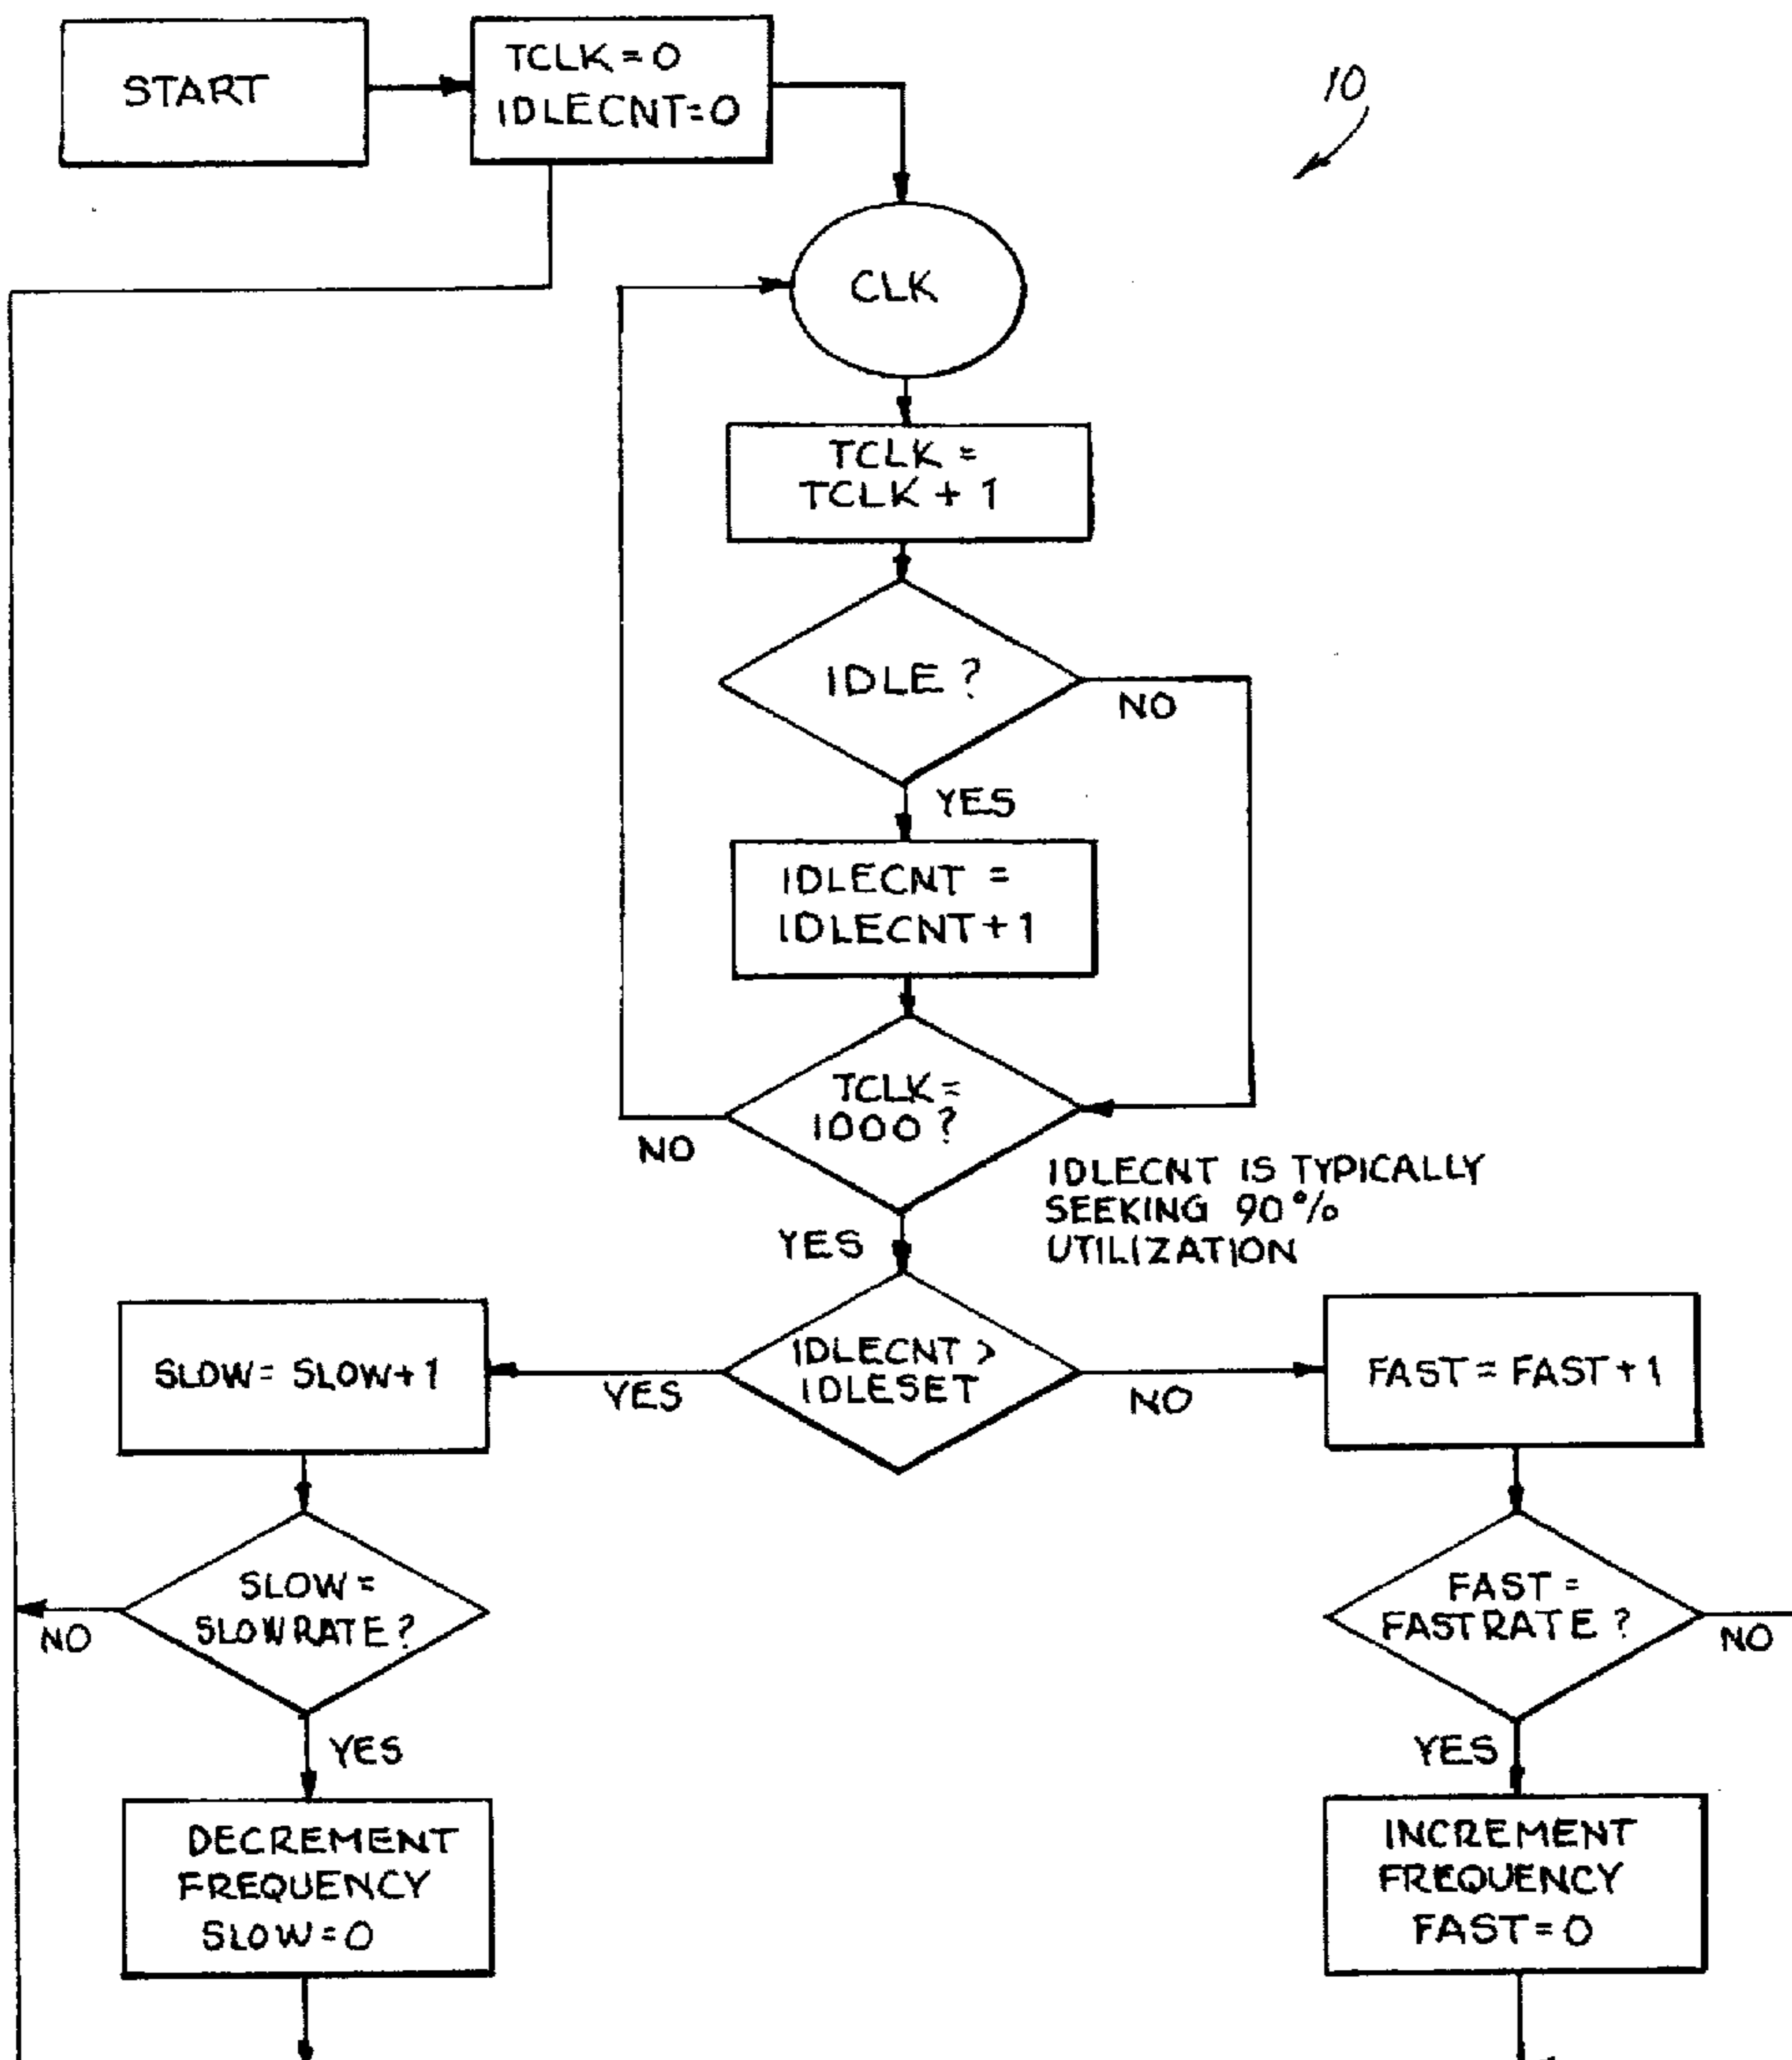 START
TCLK=0
IDLECNT=0
10
CLK
TCLK =
TCLK + 1
IDLE ?
NO
YES
IDLECNT =
IDLECNT+1
TCLK =
1000 ?
NO
YES
IDLECNT IS TYPICALLY
SEEKING 90%
UTILIZATION
SLOW= SLOW+1
YES
IDLECNT >
IDLESET
NO
FAST = FAST +1
SLOW =
SLOWRATE?
NO
YES
FAST =
FASTRATE ?
NO
YES
DECREMENT
FREQUENCY
SLOW=0
INCREMENT
FREQUENCY
FAST=0